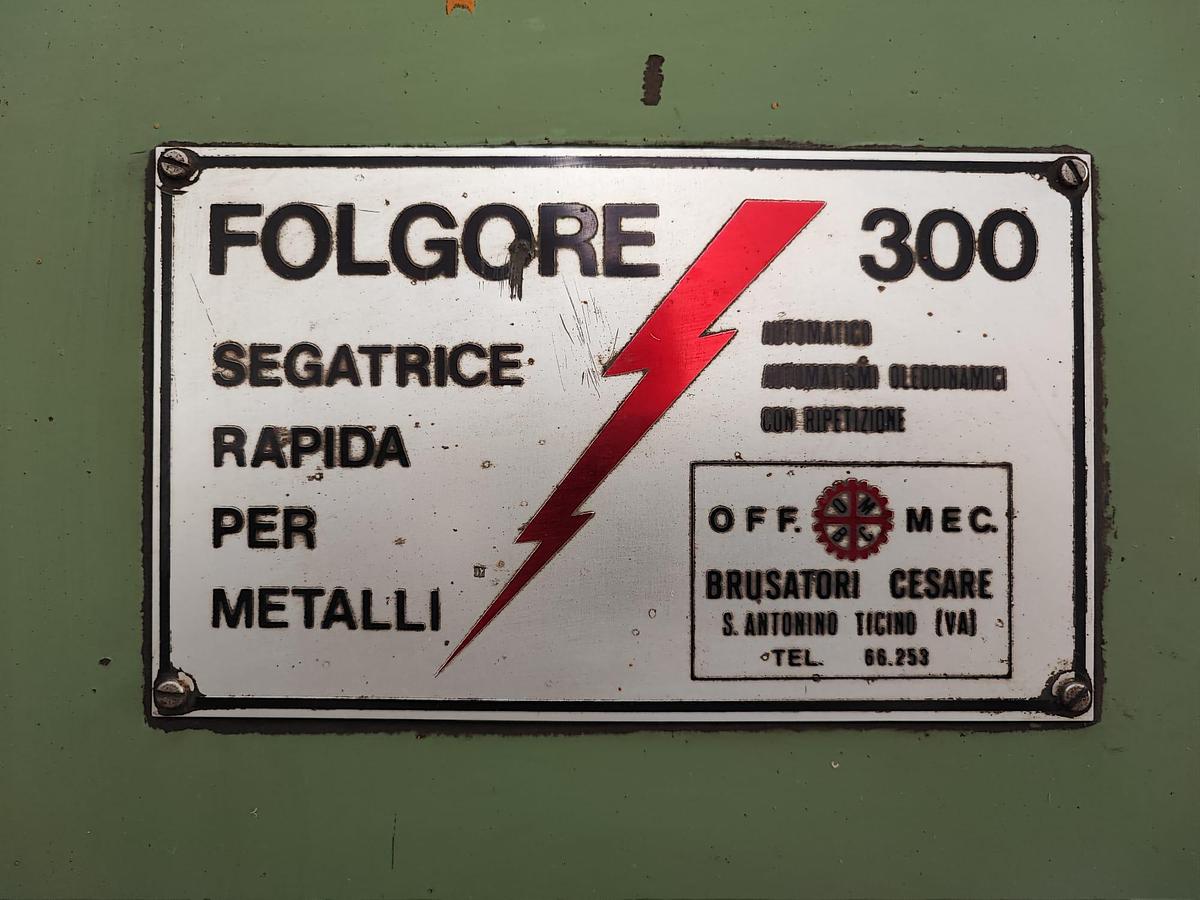 FOLGORE 300
SEGATRICE
RAPIDA
PER
METALLI
AUTOMATICO
AUTOMATISMI OLEODINAMICI
CON RIPETIZIONE
OFF. OMBC MEC.
BRUSATORI CESARE
S. ANTONINO TICINO (VA)
TEL. 66.253